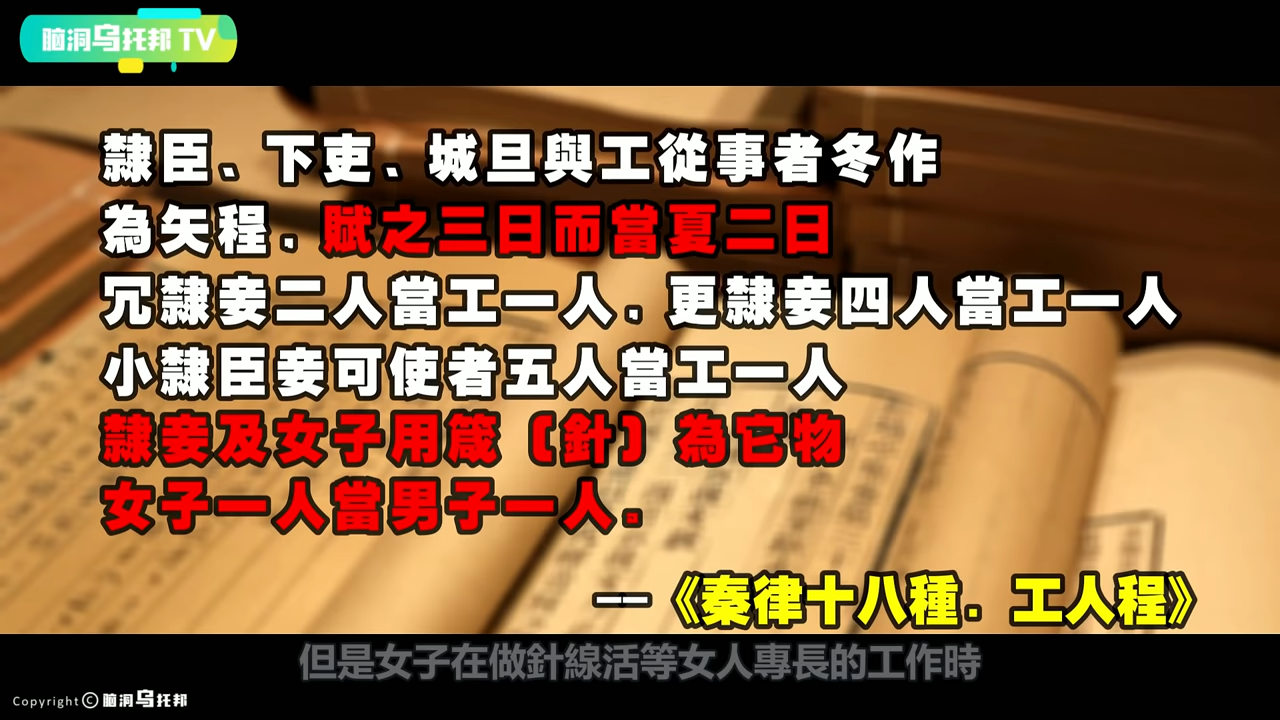 脑洞乌托邦 TV
隸臣、下吏、城旦與工從事者冬作
為矢程，賦之三日而當夏二日
冗隸妾二人當工一人，更隸妾四人當工一人
小隸臣妾可使者五人當工一人
隸妾及女子用箴（針）為它物
女子一人當男子一人。
--《秦律十八種．工人程》
但是女子在做針線活等女人專長的工作時
Copyright © 脑洞乌托邦